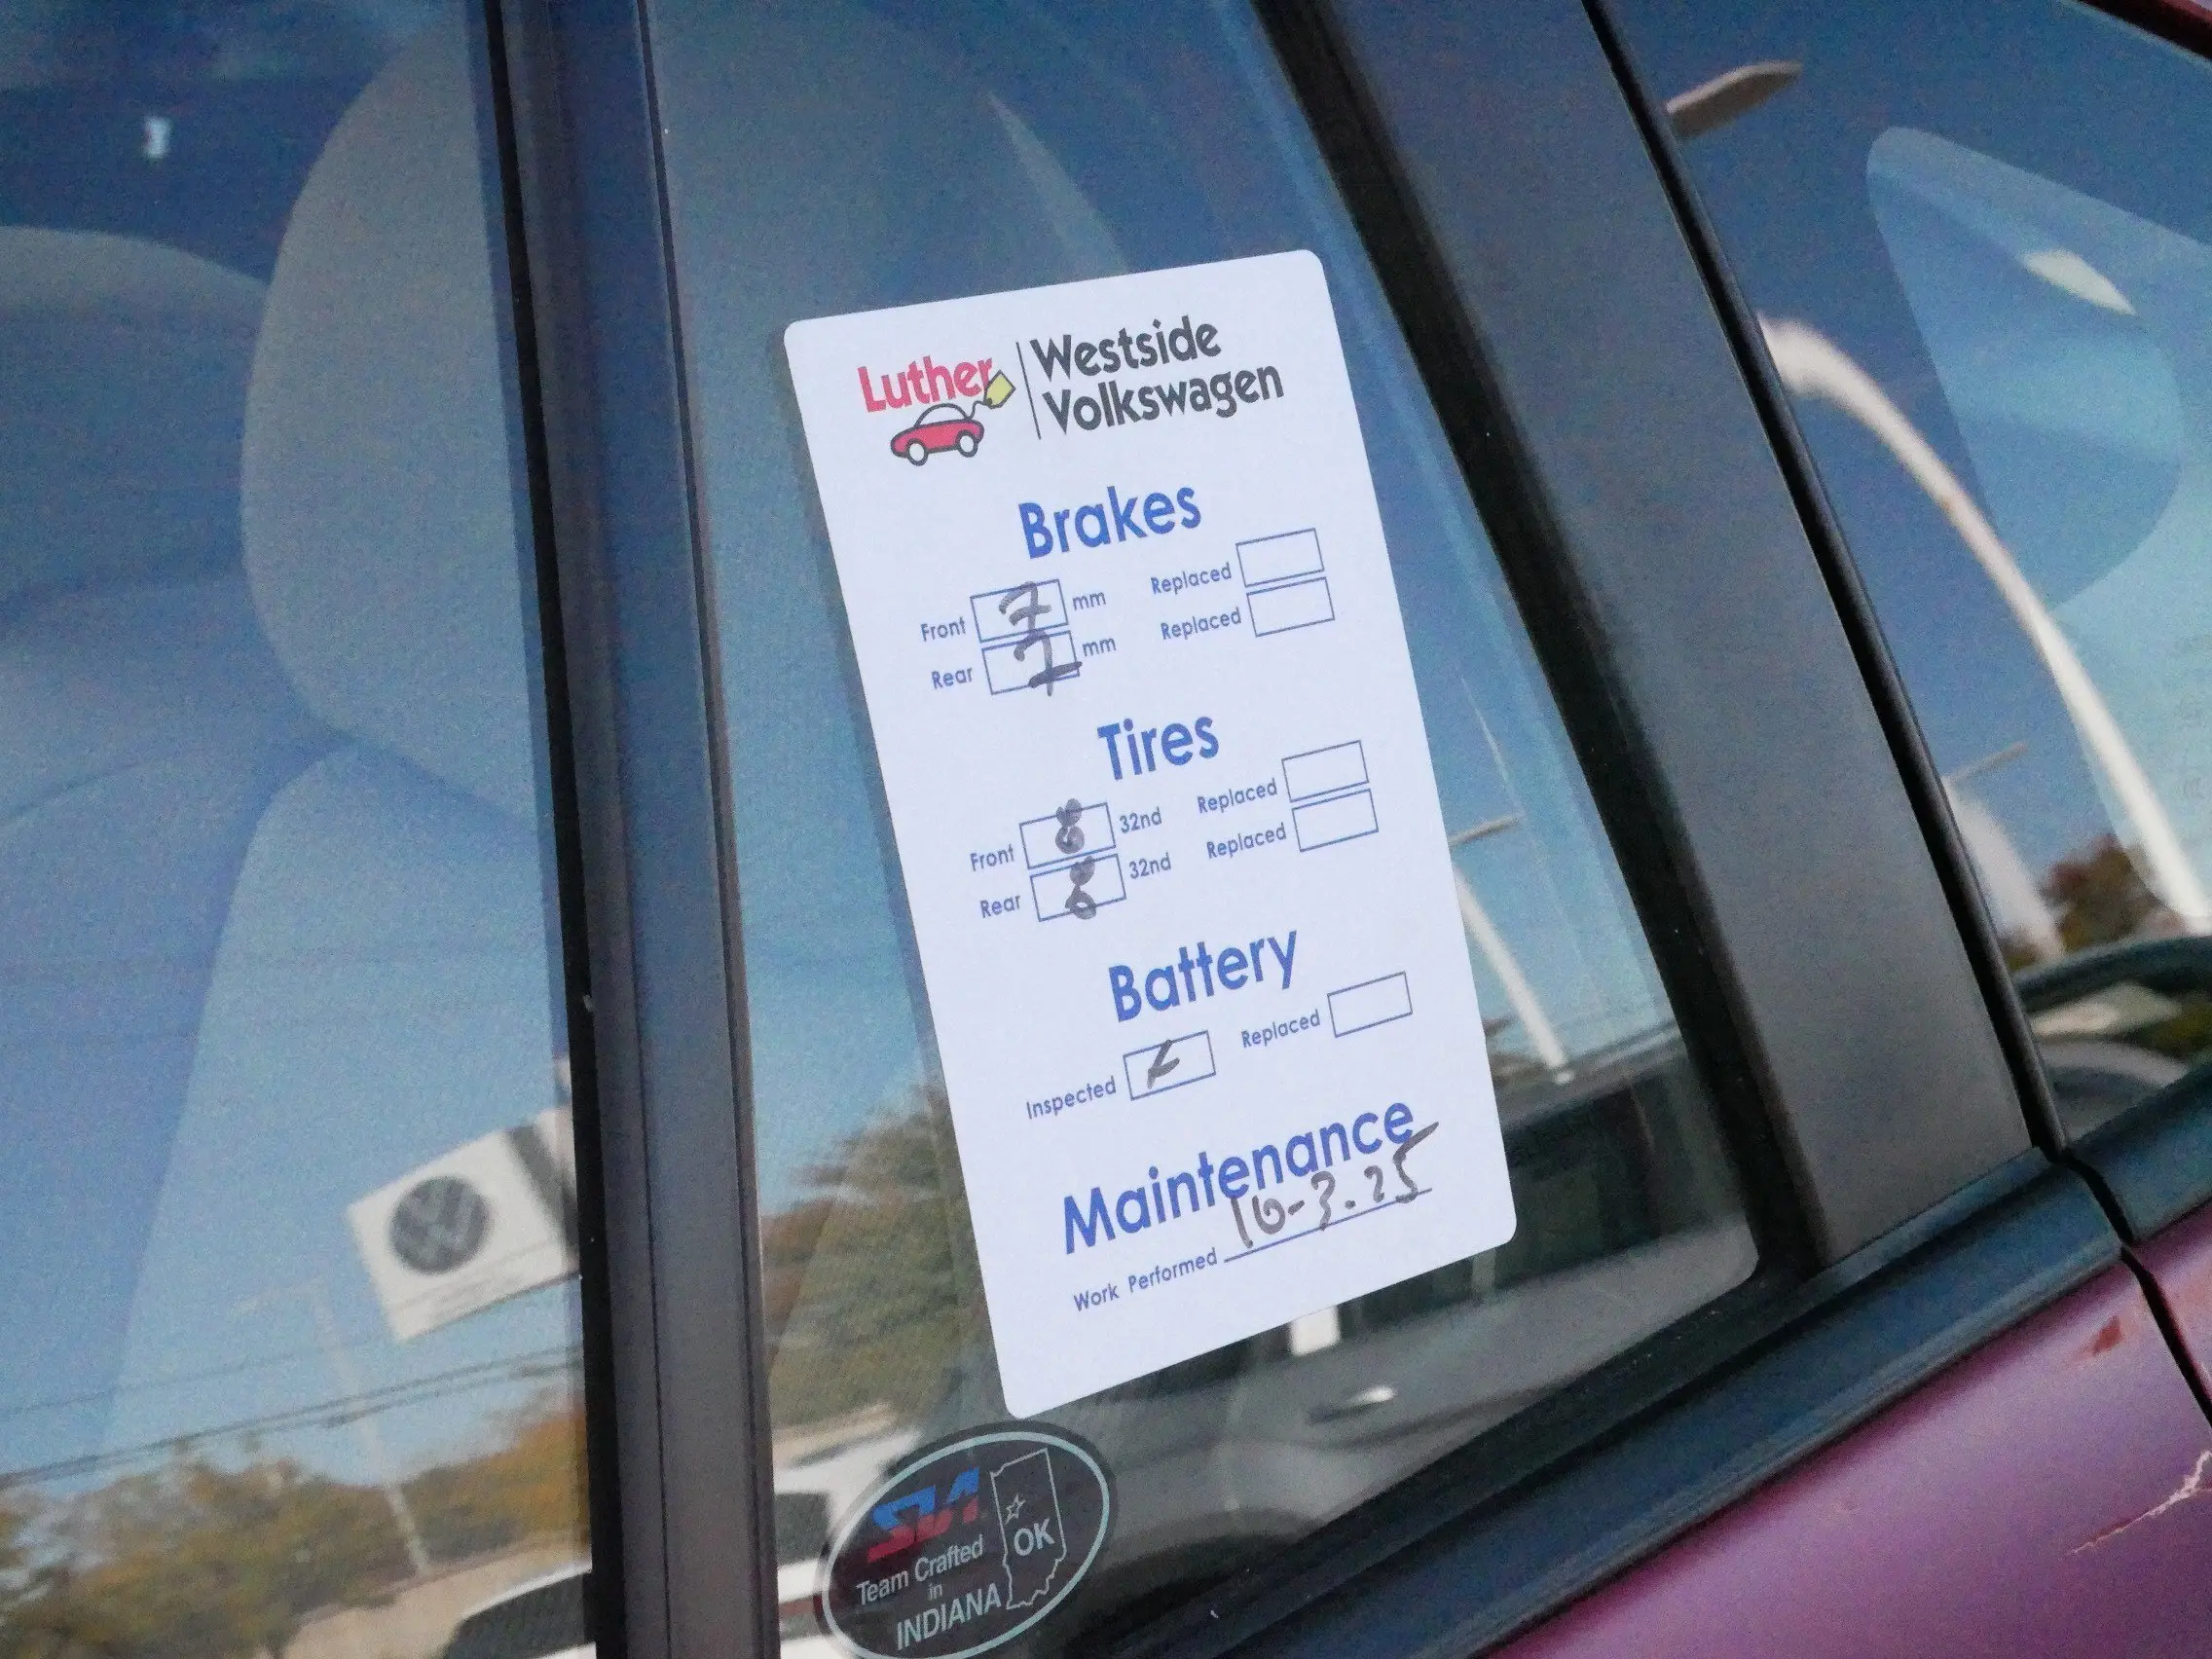 Luther
Westside
Volkswagen
Brakes
Front 7 mm Replaced
Rear 7 mm Replaced
Tires
Front 8 32nd Replaced
Rear 8 32nd Replaced
Battery
Inspected Replaced
Maintenance
Work Performed 10-3.25
SIA
Team Crafted
in
INDIANA
OK